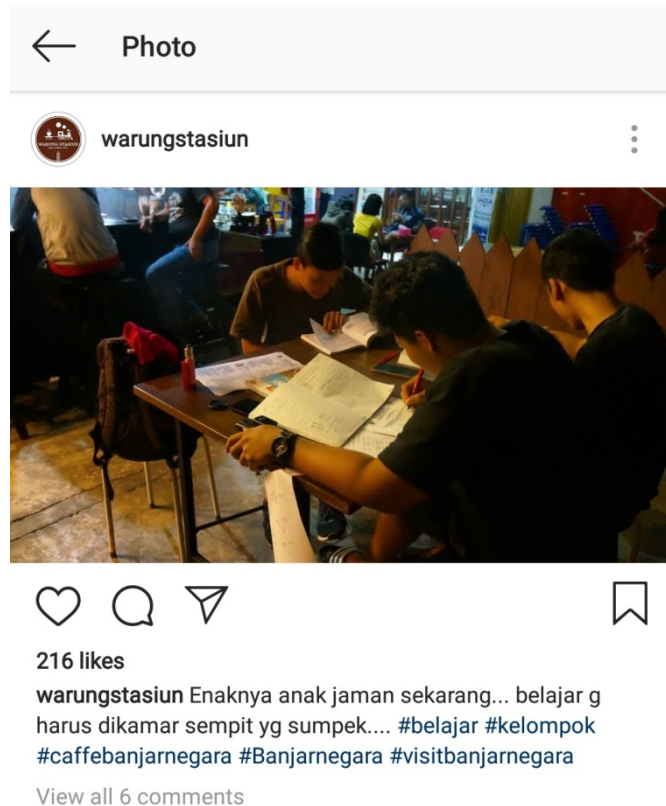 Photo
warungstasiun
216 likes
warungstasiun Enaknya anak jaman sekarang... belajar g
harus dikamar sempit yg sumpek.... #belajar #kelompok
#caffebanjarnegara #Banjarnegara #visitbanjarnegara
View all 6 comments